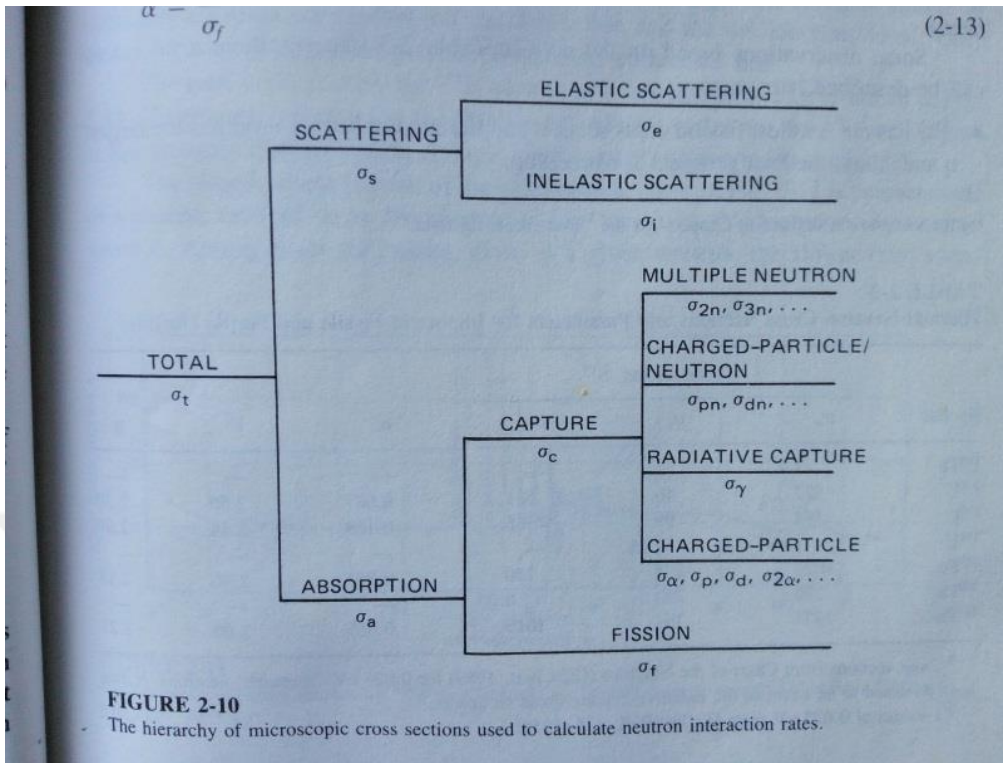 α =
σf
(2-13)
ELASTIC SCATTERING
σe
SCATTERING
σs
INELASTIC SCATTERING
σi
MULTIPLE NEUTRON
σ2n, σ3n, · · ·
CHARGED-PARTICLE/
NEUTRON
σpn, σdn, · · ·
TOTAL
σt
CAPTURE
σc
RADIATIVE CAPTURE
σγ
CHARGED-PARTICLE
σα, σp, σd, σ2α, · · ·
ABSORPTION
σa
FISSION
σf
FIGURE 2-10
The hierarchy of microscopic cross sections used to calculate neutron interaction rates.